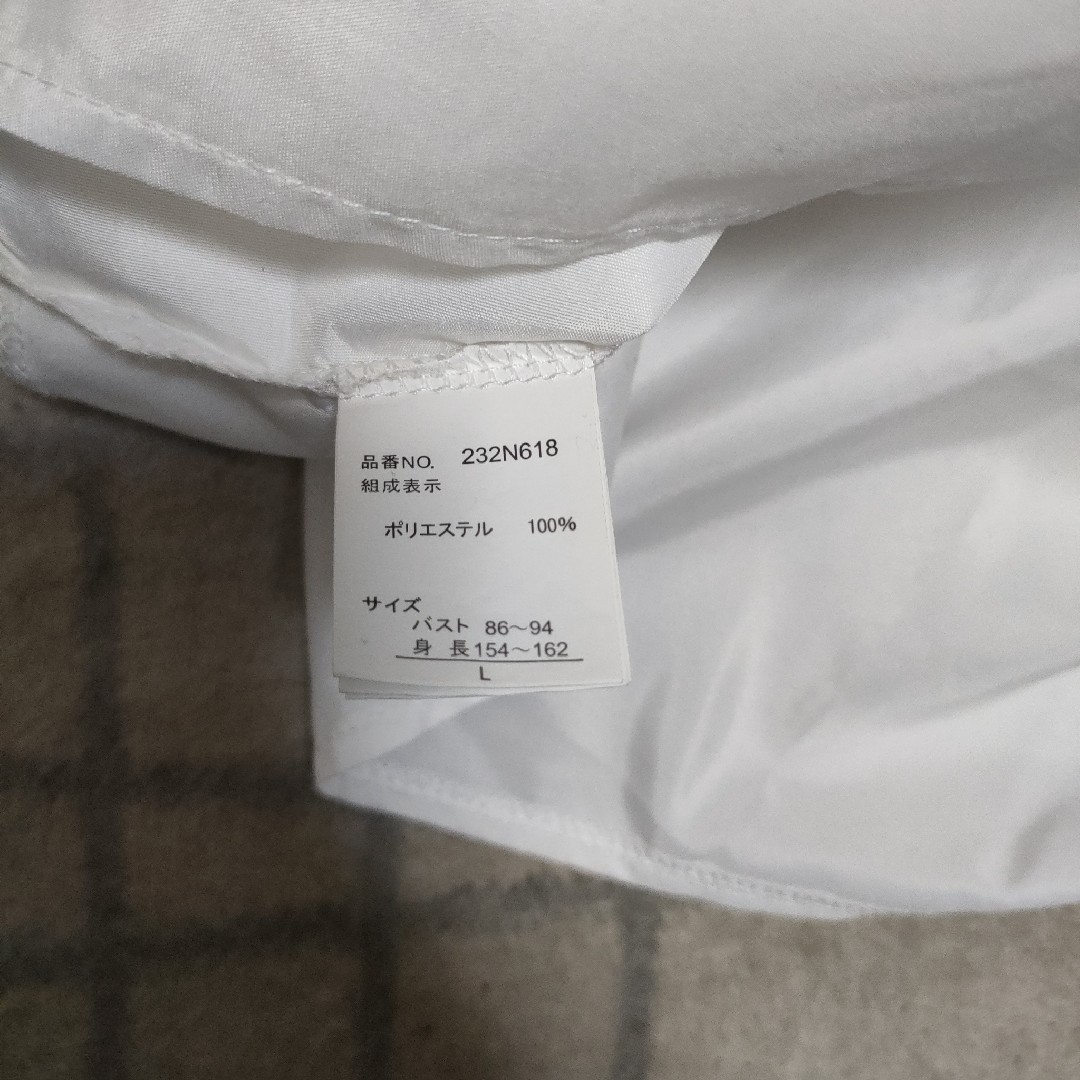 品番NO. 232N618
組成表示
ポリエステル 100%
サイズ
バスト 86〜94
身 長 154〜162
L